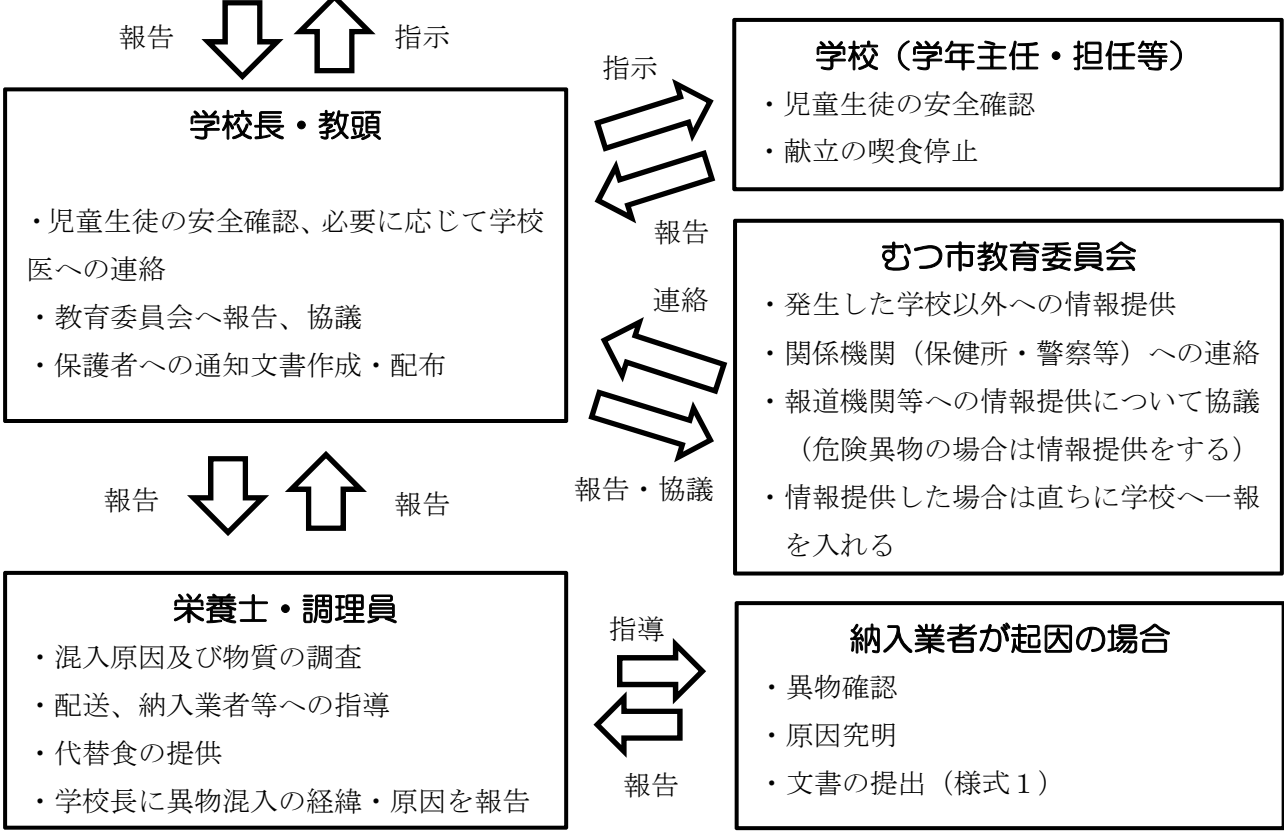 報告
指示
学校長・教頭
・児童生徒の安全確認、必要に応じて学校
医への連絡
・教育委員会へ報告、協議
・保護者への通知文書作成・配布
指示
報告
学校（学年主任・担任等）
・児童生徒の安全確認
・献立の喫食停止
連絡
報告・協議
むつ市教育委員会
・発生した学校以外への情報提供
・関係機関（保健所・警察等）への連絡
・報道機関等への情報提供について協議
（危険異物の場合は情報提供をする）
・情報提供した場合は直ちに学校へ一報
を入れる
報告
報告
栄養士・調理員
・混入原因及び物質の調査
・配送、納入業者等への指導
・代替食の提供
・学校長に異物混入の経緯・原因を報告
指導
報告
納入業者が起因の場合
・異物確認
・原因究明
・文書の提出（様式１）